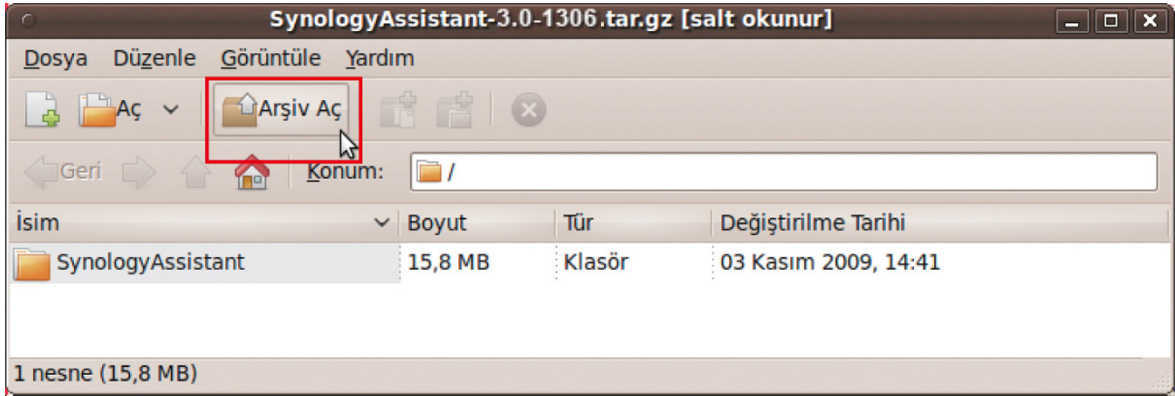 SynologyAssistant-3.0-1306.tar.gz [salt okunur]
Dosya Düzenle Görüntüle Yardım
Aç Arşiv Aç
Geri Konum: /
İsim Boyut Tür Değiştirilme Tarihi
SynologyAssistant 15,8 MB Klasör 03 Kasım 2009, 14:41
1 nesne (15,8 MB)